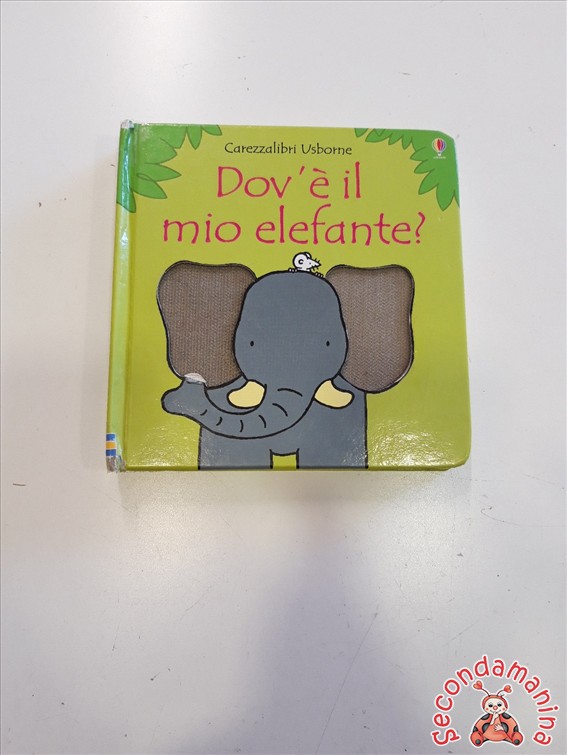 Carezzalibri Usborne
Dov'è il
mio elefante?
Secondamanina